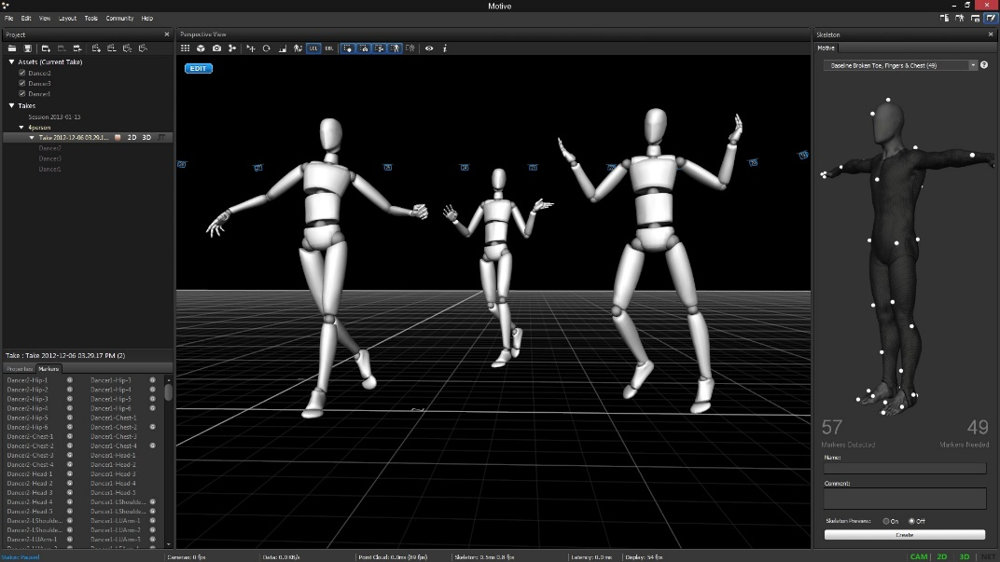 Motive
File Edit View Layout Tools Community Help
Project
Assets (Current Take)
Dancer2
Dancer3
Dancer1
Takes
Session 2013-01-15
4person
Take 2012-12-06 03.29.1... 2D 3D
Dancer2
Dancer3
Dancer1
Take : Take 2012-12-06 03.29.17 PM (2)
Properties Markers
Dancer2-Hip-1 Dancer1-Hip-3
Dancer2-Hip-2 Dancer1-Hip-4
Dancer2-Hip-3 Dancer1-Hip-5
Dancer2-Hip-4 Dancer1-Hip-6
Dancer2-Hip-5 Dancer1-Chest-1
Dancer2-Hip-6 Dancer1-Chest-2
Dancer2-Chest-1 Dancer1-Chest-3
Dancer2-Chest-2 Dancer1-Chest-4
Dancer2-Chest-3 Dancer1-Head-1
Dancer2-Chest-4 Dancer1-Head-2
Dancer2-Head-1 Dancer1-Head-3
Dancer2-Head-2 Dancer1-Head-4
Dancer2-Head-3 Dancer1-Head-5
Dancer2-Head-4 Dancer1-LShoulde...
Dancer2-Head-5 Dancer1-LShoulde...
Dancer2-LShoulde... Dancer1-LUArm-1
Dancer2-LShoulde... Dancer1-LUArm-2
Dancer2-LUArm-1 Dancer1-LUArm-3
Perspective View
LCL GBL
EDIT
Skeleton
Motive
Baseline Broken Toe, Fingers & Chest (49)
57 49
Markers Detected Markers Needed
Name:
Comment:
Skeleton Preview: On Off
Create
Status: Paused Cameras: 0 fps Data: 0.0 KB/s Point Cloud: 0.0ms (89 fps) Skeleton: 0.5ms 0.8 fps Latency: 0.0 ms Display: 54 fps CAM 2D 3D NET